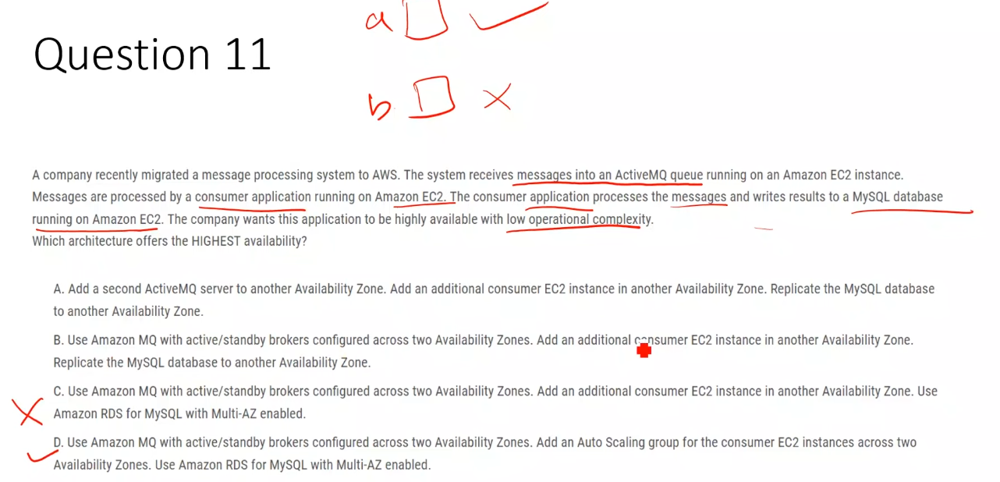 a
Question 11
b
A company recently migrated a message processing system to AWS. The system receives messages into an ActiveMQ queue running on an Amazon EC2 instance.
Messages are processed by a consumer application running on Amazon EC2. The consumer application processes the messages and writes results to a MySQL database
running on Amazon EC2. The company wants this application to be highly available with low operational complexity.
Which architecture offers the HIGHEST availability?
A. Add a second ActiveMQ server to another Availability Zone. Add an additional consumer EC2 instance in another Availability Zone. Replicate the MySQL database
to another Availability Zone.
B. Use Amazon MQ with active/standby brokers configured across two Availability Zones. Add an additional consumer EC2 instance in another Availability Zone.
Replicate the MySQL database to another Availability Zone.
C. Use Amazon MQ with active/standby brokers configured across two Availability Zones. Add an additional consumer EC2 instance in another Availability Zone. Use
Amazon RDS for MySQL with Multi-AZ enabled.
D. Use Amazon MQ with active/standby brokers configured across two Availability Zones. Add an Auto Scaling group for the consumer EC2 instances across two
Availability Zones. Use Amazon RDS for MySQL with Multi-AZ enabled.